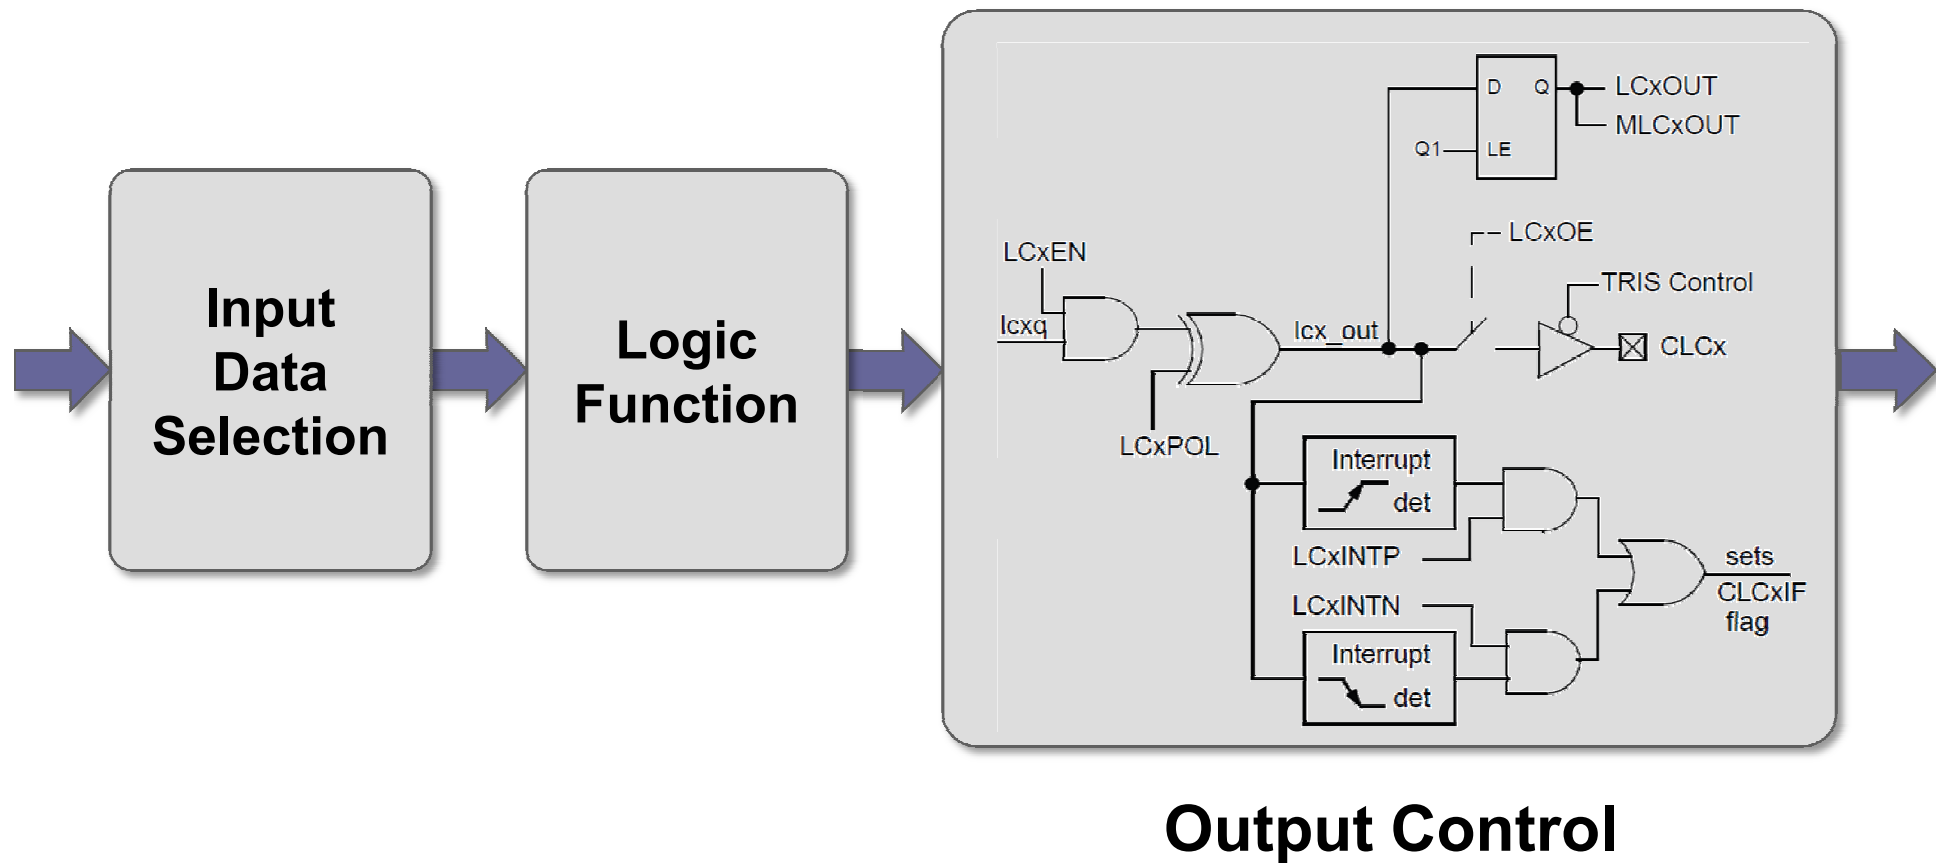 Input
Data
Selection
Logic
Function
D
Q
LCxOUT
MLCxOUT
Q1
LE
LCxOE
LCxEN
TRIS Control
lcxq
lcx_out
CLCx
LCxPOL
Interrupt
det
LCxINTP
sets
CLCxIF
flag
LCxINTN
Interrupt
det
Output Control